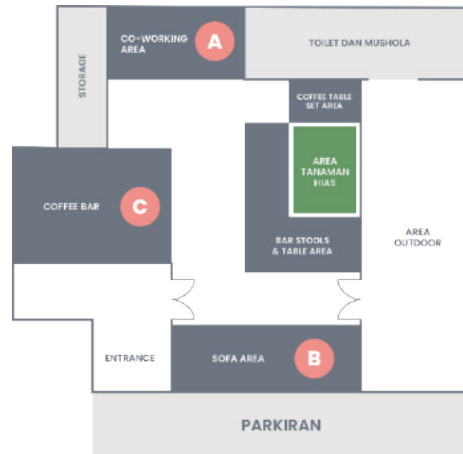 CO-WORKING
AREA
A
TOILET DAN MUSHOLA
STORAGE
COFFEE TABLE
SET AREA
AREA
TANAMAN
HIAS
COFFEE BAR
C
BAR STOOLS
& TABLE AREA
AREA
OUTDOOR
ENTRANCE
SOFA AREA
B
PARKIRAN